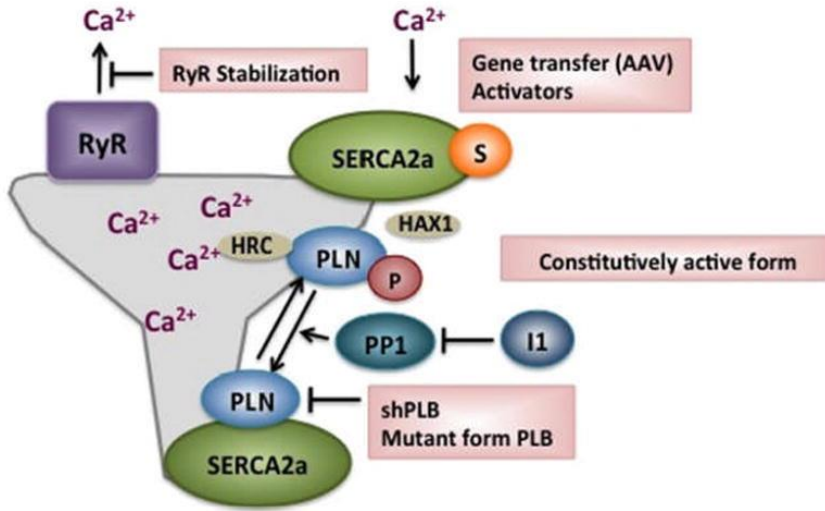 Ca²⁺
Ca²⁺
RyR Stabilization
Gene transfer (AAV)
Activators
RyR
SERCA2a
S
Ca²⁺
Ca²⁺
HAX1
Ca²⁺
HRC
PLN
P
Constitutively active form
Ca²⁺
PP1
I1
PLN
shPLB
Mutant form PLB
SERCA2a